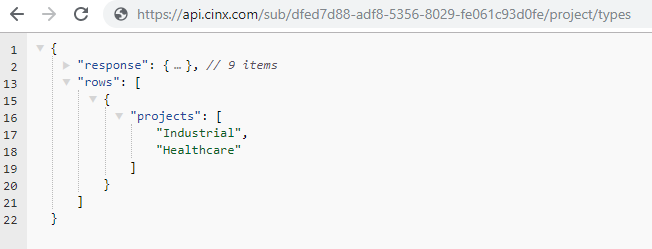 https://api.cinx.com/sub/dfed7d88-adf8-5356-8029-fe061c93d0fe/project/types
1 {
2 "response": { … }, // 9 items
13 "rows": [
15 {
16 "projects": [
17 "Industrial",
18 "Healthcare"
19 ]
20 }
21 ]
22 }